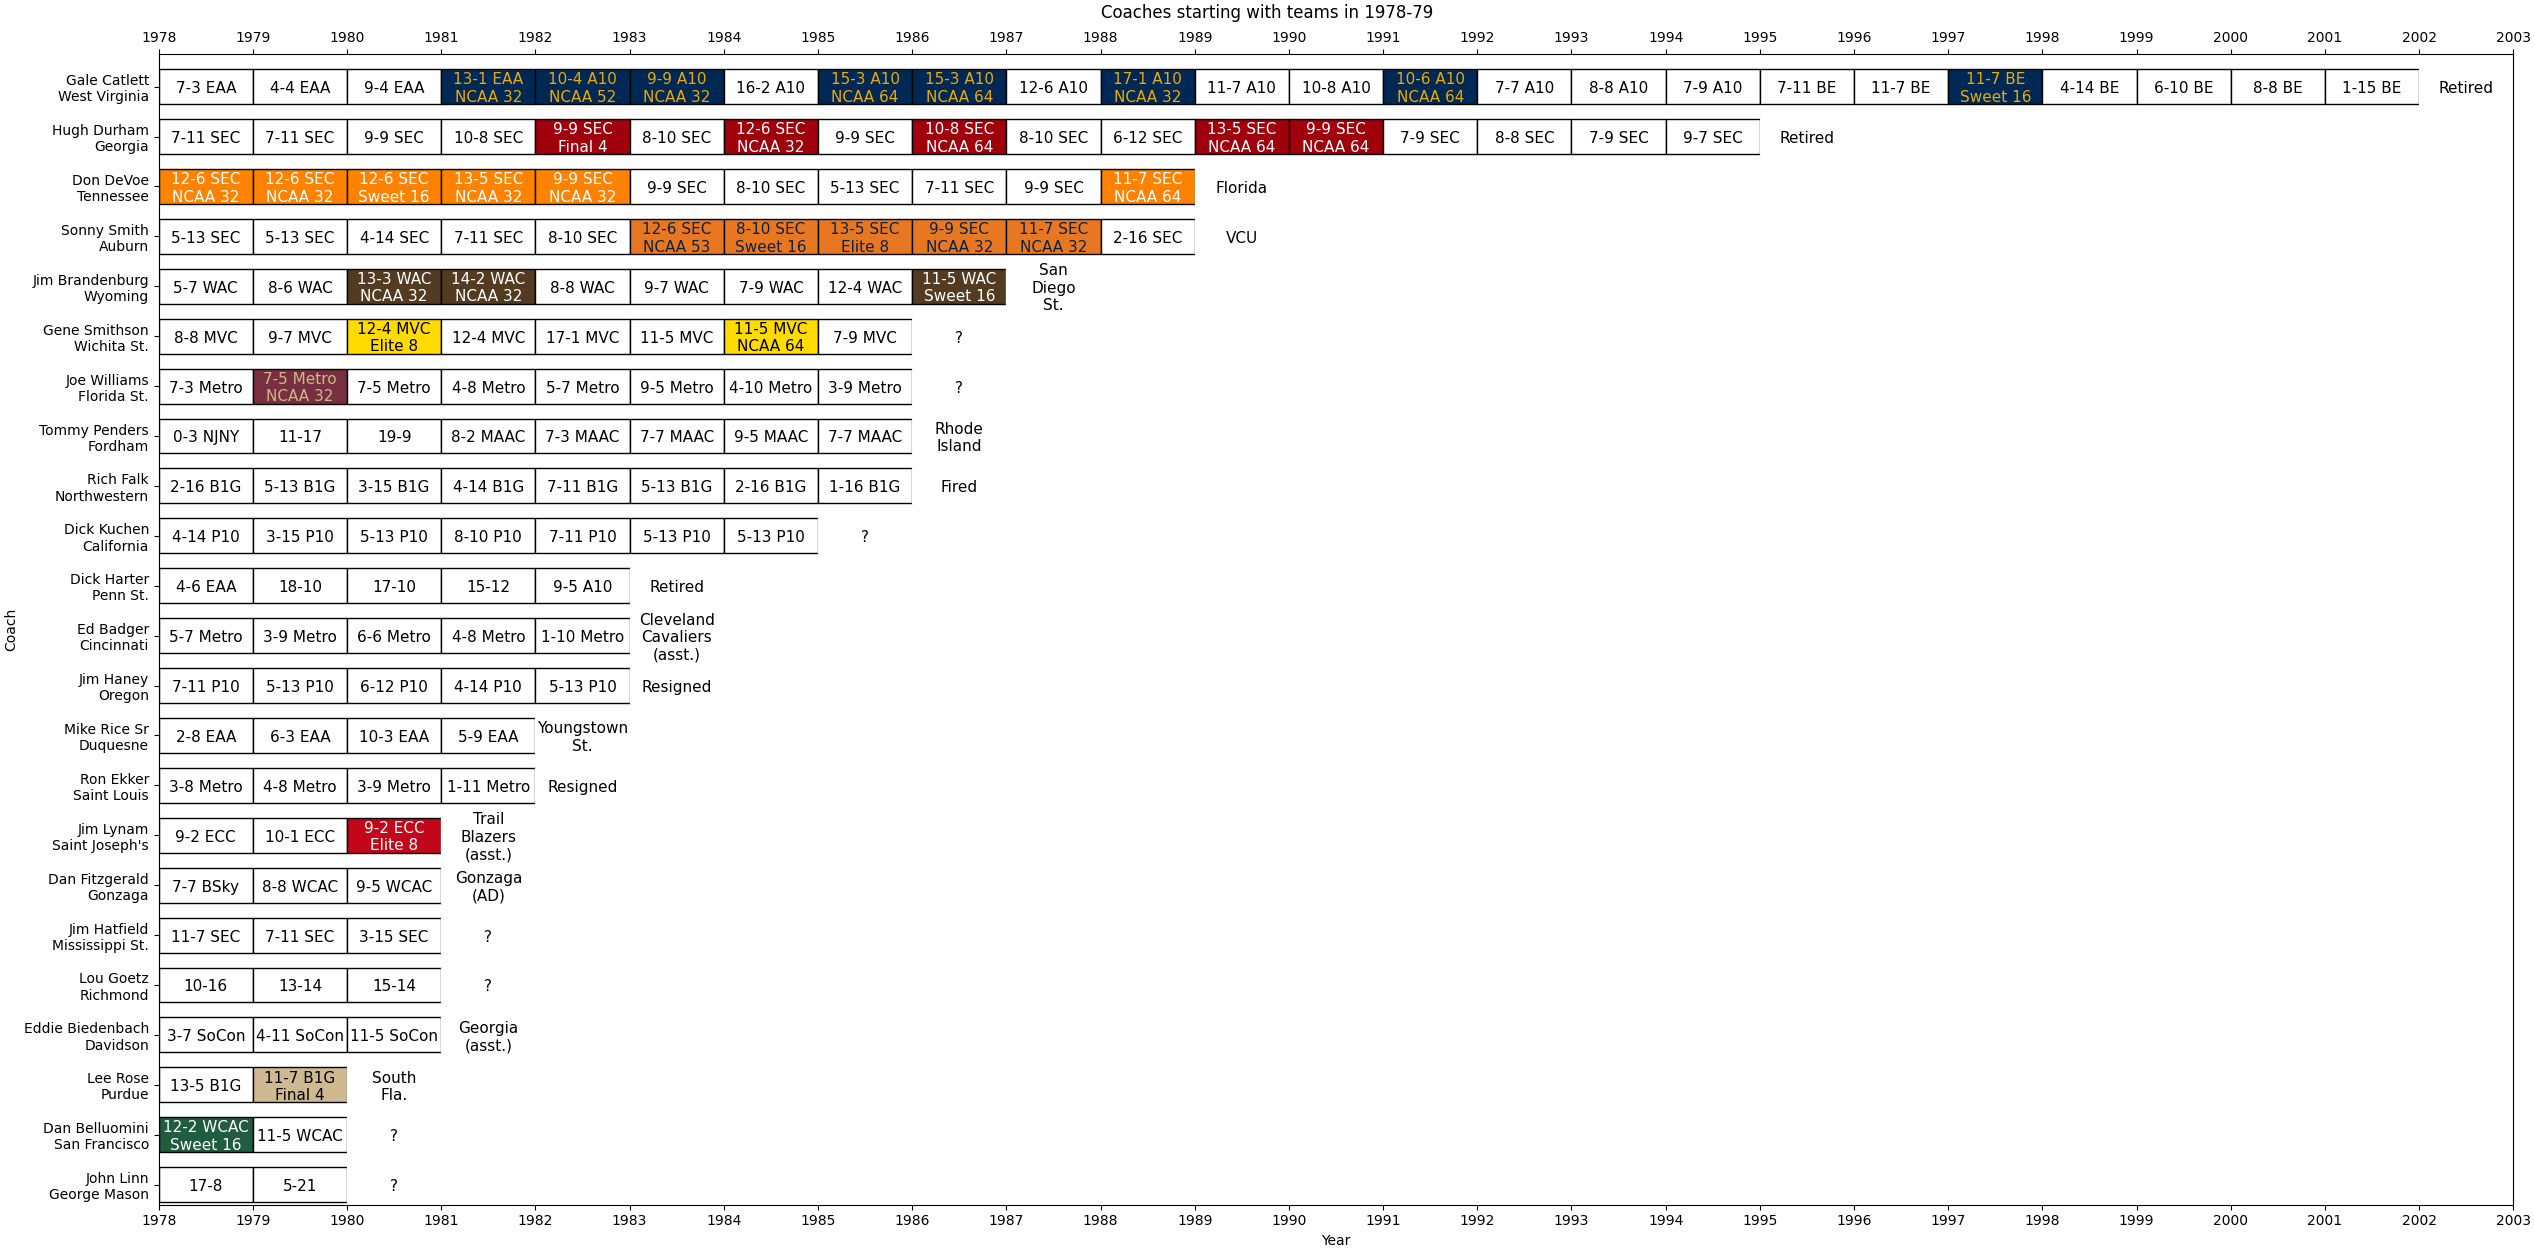 Coaches starting with teams in 1978-79
1978 1979 1980 1981 1982 1983 1984 1985 1986 1987 1988 1989 1990 1991 1992 1993 1994 1995 1996 1997 1998 1999 2000 2001 2002 2003
Gale Catlett
West Virginia
7-3 EAA
4-4 EAA
9-4 EAA
13-1 EAA
NCAA 32
10-4 A10
NCAA 52
9-9 A10
NCAA 32
16-2 A10
15-3 A10
NCAA 64
15-3 A10
NCAA 64
12-6 A10
17-1 A10
NCAA 32
11-7 A10
10-8 A10
10-6 A10
NCAA 64
7-7 A10
8-8 A10
7-9 A10
7-11 BE
11-7 BE
11-7 BE
Sweet 16
4-14 BE
6-10 BE
8-8 BE
1-15 BE
Retired
Hugh Durham
Georgia
7-11 SEC
7-11 SEC
9-9 SEC
10-8 SEC
9-9 SEC
Final 4
8-10 SEC
12-6 SEC
NCAA 32
9-9 SEC
10-8 SEC
NCAA 64
8-10 SEC
6-12 SEC
13-5 SEC
NCAA 64
9-9 SEC
NCAA 64
7-9 SEC
8-8 SEC
7-9 SEC
9-7 SEC
Retired
Don DeVoe
Tennessee
12-6 SEC
NCAA 32
12-6 SEC
NCAA 32
12-6 SEC
Sweet 16
13-5 SEC
NCAA 32
9-9 SEC
NCAA 32
9-9 SEC
8-10 SEC
5-13 SEC
7-11 SEC
9-9 SEC
11-7 SEC
NCAA 64
Florida
Sonny Smith
Auburn
5-13 SEC
5-13 SEC
4-14 SEC
7-11 SEC
8-10 SEC
12-6 SEC
NCAA 53
8-10 SEC
Sweet 16
13-5 SEC
Elite 8
9-9 SEC
NCAA 32
11-7 SEC
NCAA 32
2-16 SEC
VCU
Jim Brandenburg
Wyoming
5-7 WAC
8-6 WAC
13-3 WAC
NCAA 32
14-2 WAC
NCAA 32
8-8 WAC
9-7 WAC
7-9 WAC
12-4 WAC
11-5 WAC
Sweet 16
San
Diego
St.
Gene Smithson
Wichita St.
8-8 MVC
9-7 MVC
12-4 MVC
Elite 8
12-4 MVC
17-1 MVC
11-5 MVC
11-5 MVC
NCAA 64
7-9 MVC
?
Joe Williams
Florida St.
7-3 Metro
7-5 Metro
NCAA 32
7-5 Metro
4-8 Metro
5-7 Metro
9-5 Metro
4-10 Metro
3-9 Metro
?
Tommy Penders
Fordham
0-3 NJNY
11-17
19-9
8-2 MAAC
7-3 MAAC
7-7 MAAC
9-5 MAAC
7-7 MAAC
Rhode
Island
Rich Falk
Northwestern
2-16 B1G
5-13 B1G
3-15 B1G
4-14 B1G
7-11 B1G
5-13 B1G
2-16 B1G
1-16 B1G
Fired
Dick Kuchen
California
4-14 P10
3-15 P10
5-13 P10
8-10 P10
7-11 P10
5-13 P10
5-13 P10
?
Dick Harter
Penn St.
4-6 EAA
18-10
17-10
15-12
9-5 A10
Retired
Coach
Ed Badger
Cincinnati
5-7 Metro
3-9 Metro
6-6 Metro
4-8 Metro
1-10 Metro
Cleveland
Cavaliers
(asst.)
Jim Haney
Oregon
7-11 P10
5-13 P10
6-12 P10
4-14 P10
5-13 P10
Resigned
Mike Rice Sr
Duquesne
2-8 EAA
6-3 EAA
10-3 EAA
5-9 EAA
Youngstown
St.
Ron Ekker
Saint Louis
3-8 Metro
4-8 Metro
3-9 Metro
1-11 Metro
Resigned
Jim Lynam
Saint Joseph's
9-2 ECC
10-1 ECC
9-2 ECC
Elite 8
Trail
Blazers
(asst.)
Dan Fitzgerald
Gonzaga
7-7 BSky
8-8 WCAC
9-5 WCAC
Gonzaga
(AD)
Jim Hatfield
Mississippi St.
11-7 SEC
7-11 SEC
3-15 SEC
?
Lou Goetz
Richmond
10-16
13-14
15-14
?
Eddie Biedenbach
Davidson
3-7 SoCon
4-11 SoCon
11-5 SoCon
Georgia
(asst.)
Lee Rose
Purdue
13-5 B1G
11-7 B1G
Final 4
South
Fla.
Dan Belluomini
San Francisco
12-2 WCAC
Sweet 16
11-5 WCAC
?
John Linn
George Mason
17-8
5-21
?
1978 1979 1980 1981 1982 1983 1984 1985 1986 1987 1988 1989 1990 1991 1992 1993 1994 1995 1996 1997 1998 1999 2000 2001 2002 2003
Year